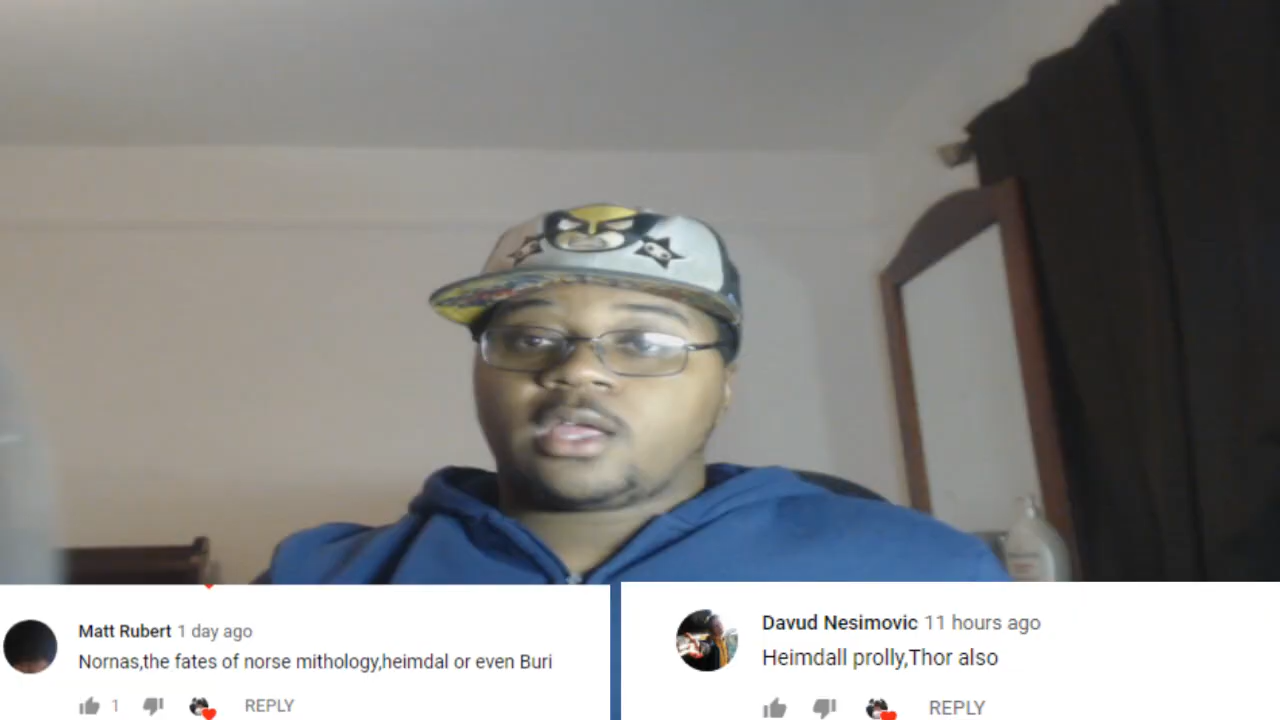 Matt Rubert 1 day ago
Nornas,the fates of norse mithology,heimdal or even Buri
1
REPLY
Davud Nesimovic 11 hours ago
Heimdall prolly,Thor also
REPLY